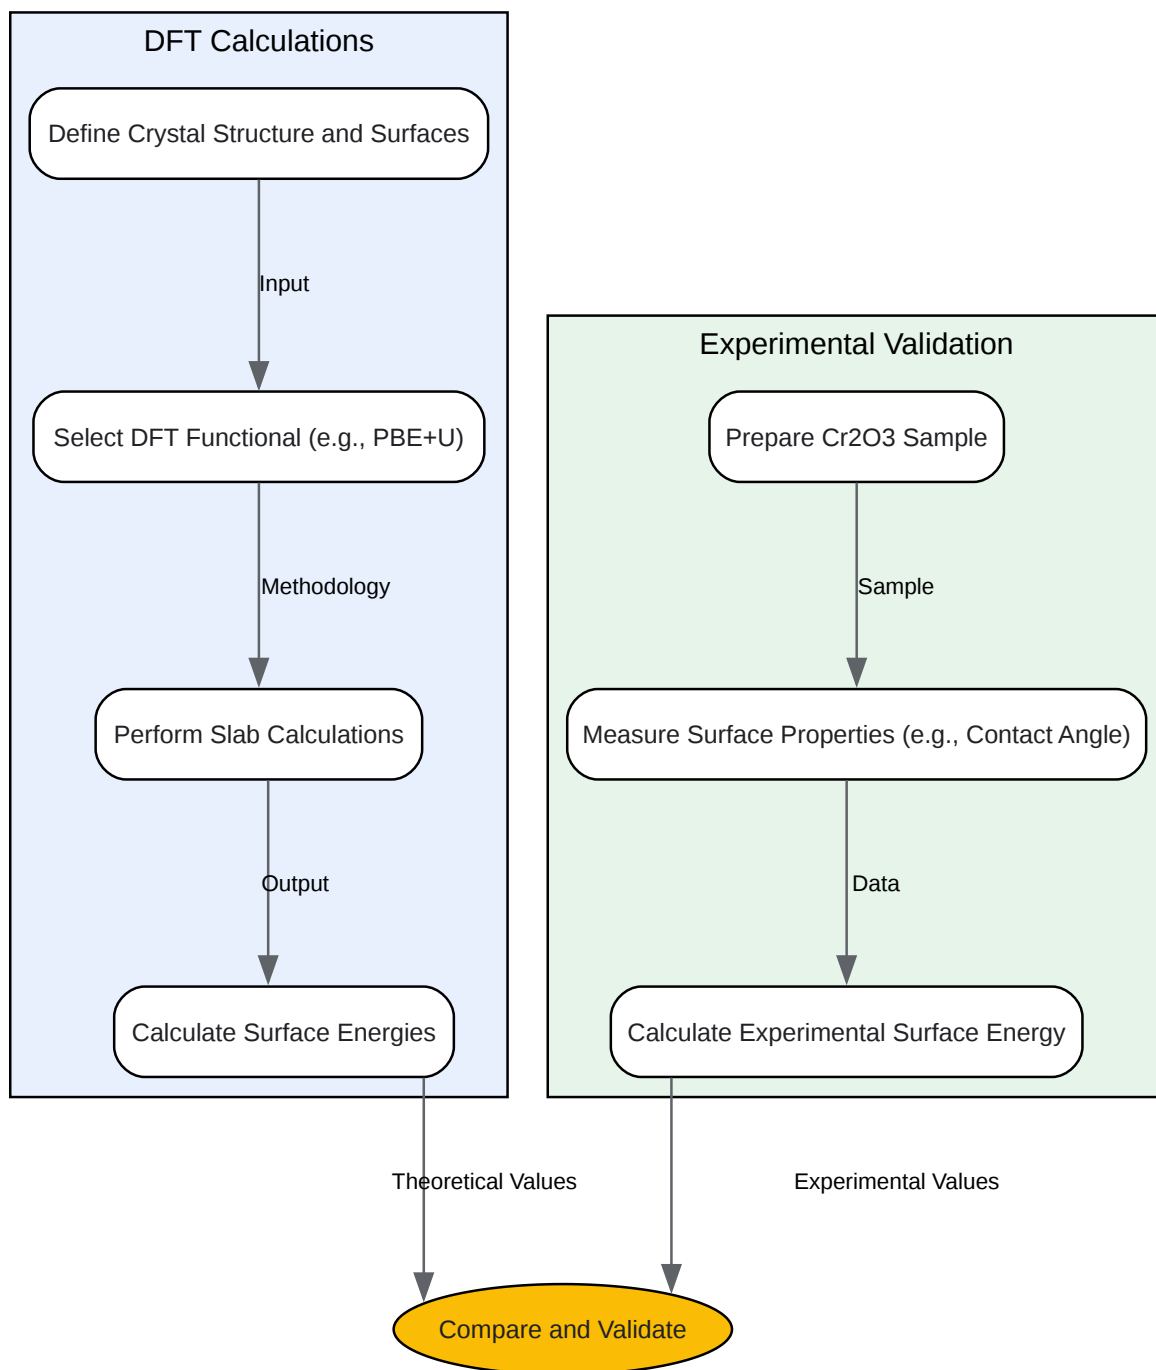 DFT Calculations
Define Crystal Structure and Surfaces
Input
Select DFT Functional (e.g., PBE+U)
Methodology
Perform Slab Calculations
Output
Calculate Surface Energies
Theoretical Values
Experimental Validation
Prepare Cr2O3 Sample
Sample
Measure Surface Properties (e.g., Contact Angle)
Data
Calculate Experimental Surface Energy
Experimental Values
Compare and Validate